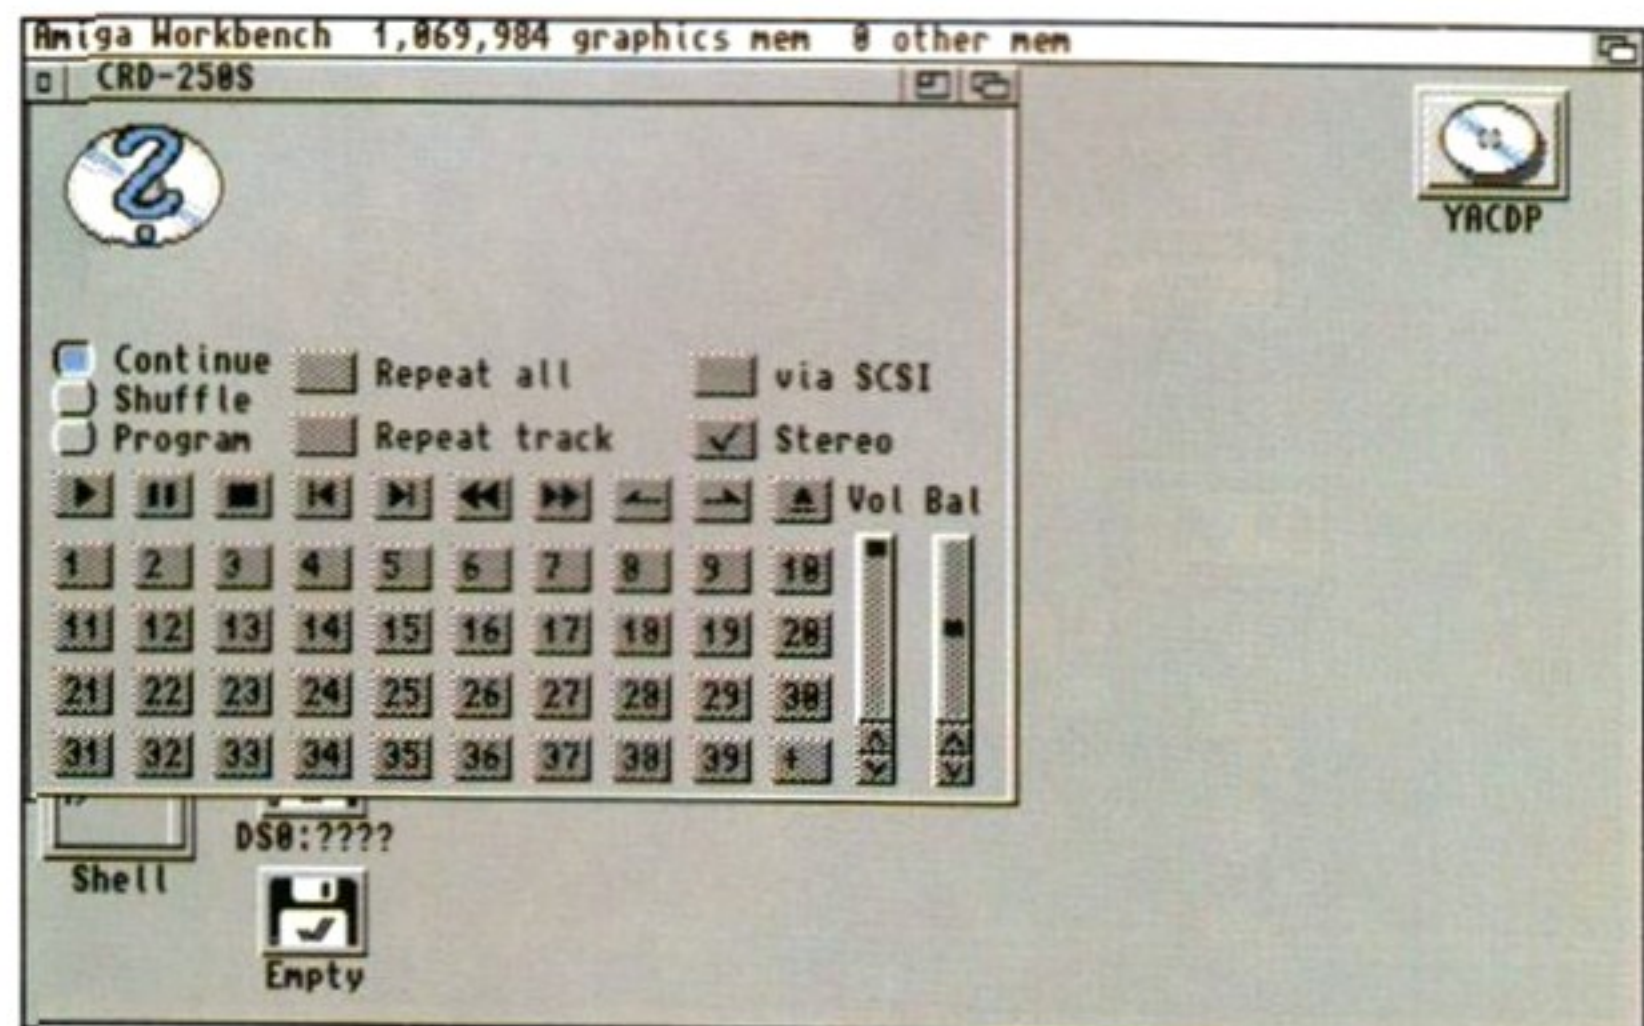 Amiga Workbench 1,069,984 graphics mem 0 other mem
CRD-250S
YACDP
Continue
Shuffle
Program
Repeat all
Repeat track
via SCSI
Stereo
Vol Bal
1 2 3 4 5 6 7 8 9 10
11 12 13 14 15 16 17 18 19 20
21 22 23 24 25 26 27 28 29 30
31 32 33 34 35 36 37 38 39 +
DS0:????
Shell
Empty